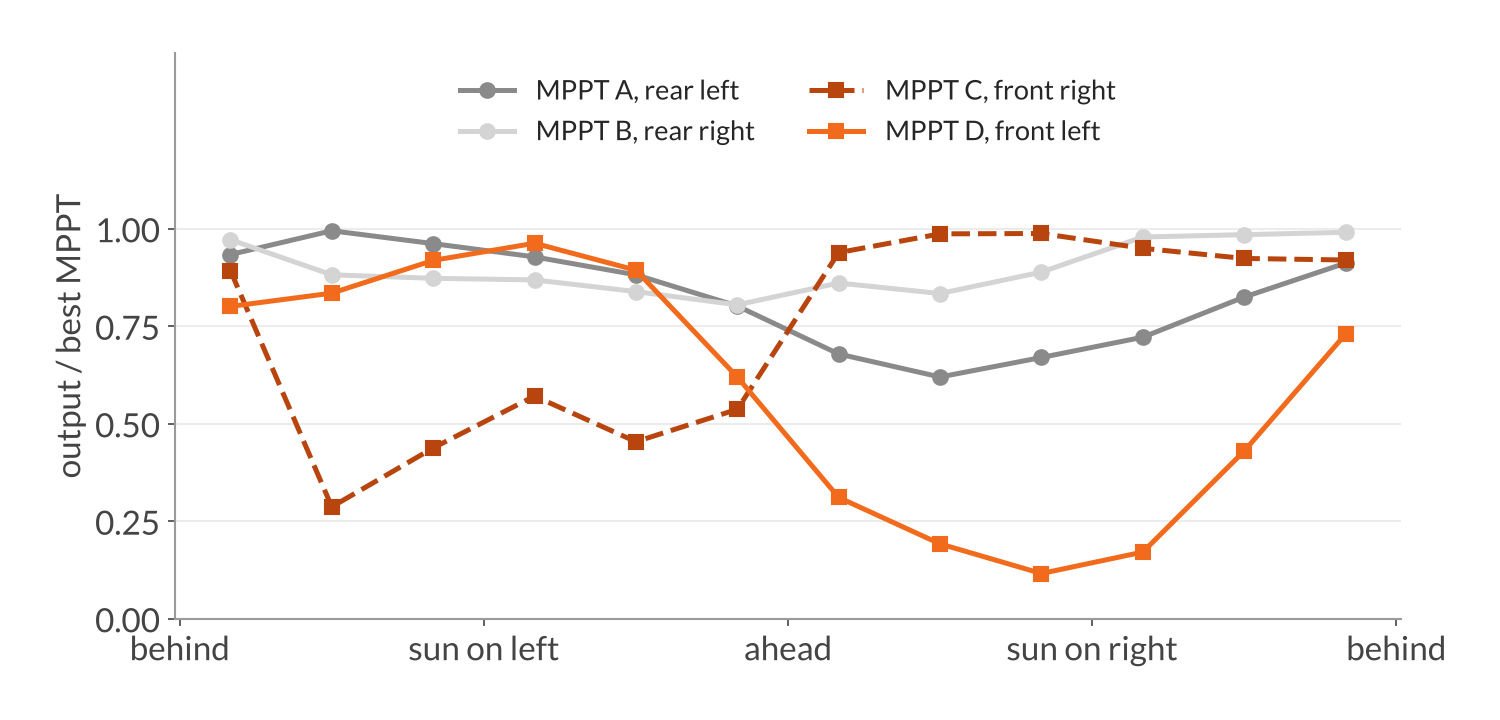 MPPT A, rear left
MPPT B, rear right
MPPT C, front right
MPPT D, front left
output / best MPPT
1.00
0.75
0.50
0.25
0.00
behind
sun on left
ahead
sun on right
behind